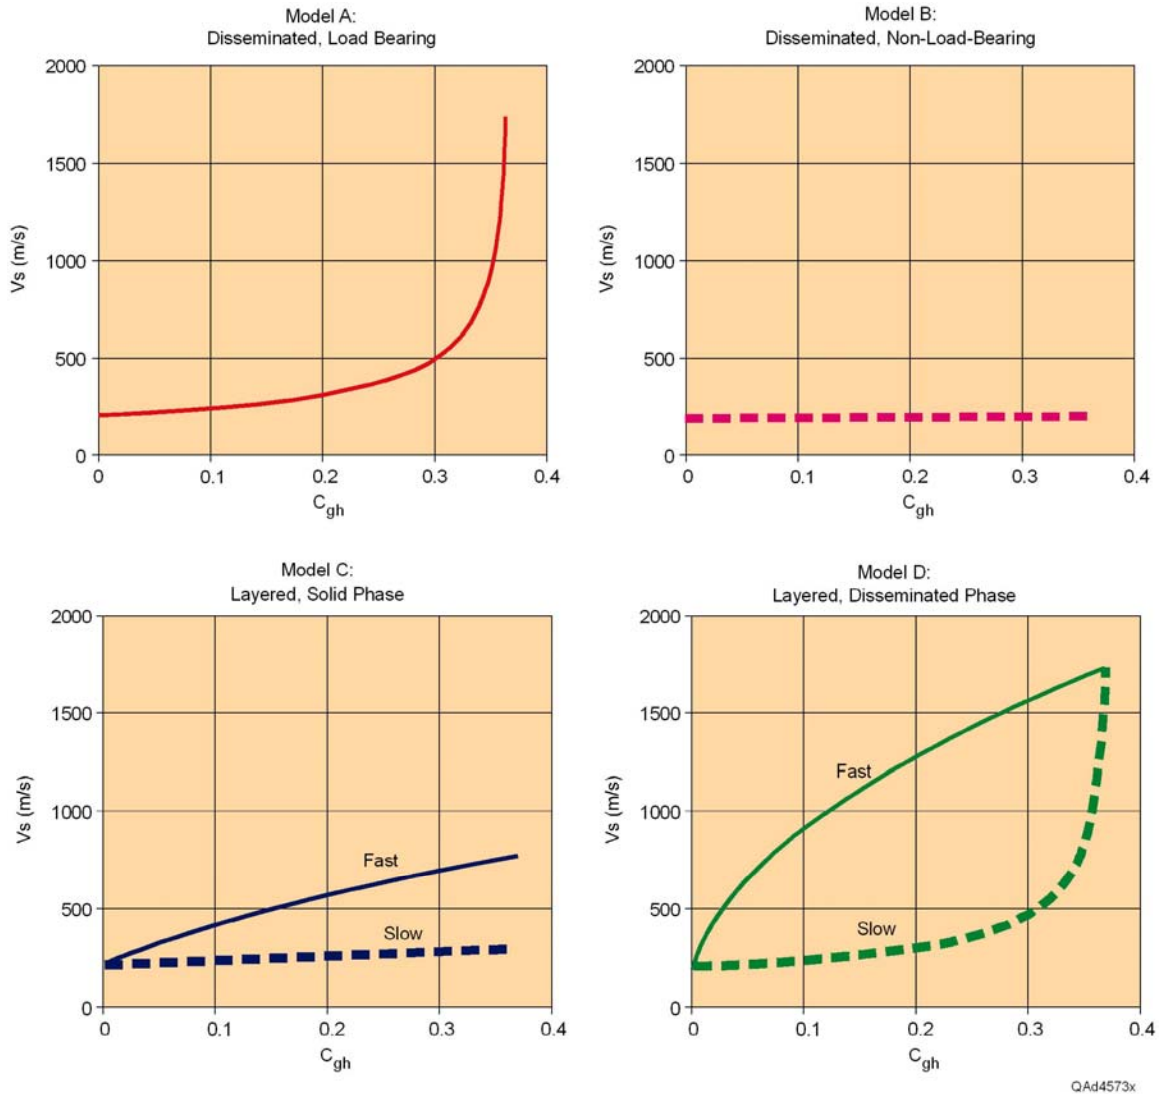 Model A:
Disseminated, Load Bearing
2000
1500
1000
500
0
Vs (m/s)
0 0.1 0.2 0.3 0.4
C_gh
Model B:
Disseminated, Non-Load-Bearing
2000
1500
1000
500
0
Vs (m/s)
0 0.1 0.2 0.3 0.4
C_gh
Model C:
Layered, Solid Phase
2000
1500
1000
500
0
Vs (m/s)
Fast
Slow
0 0.1 0.2 0.3 0.4
C_gh
Model D:
Layered, Disseminated Phase
2000
1500
1000
500
0
Vs (m/s)
Fast
Slow
0 0.1 0.2 0.3 0.4
C_gh
QAd4573x